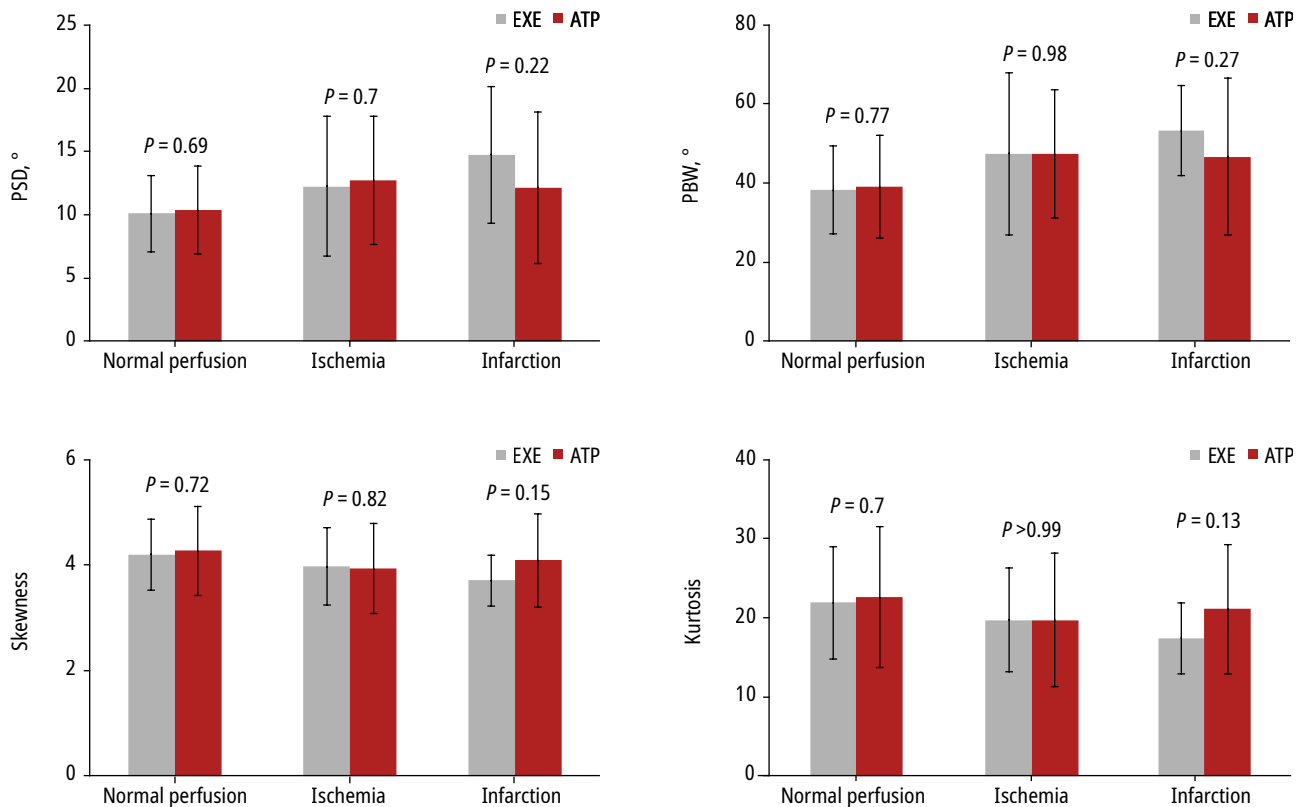 EXE ATP
25
20
15
10
5
0
PSD, °
P = 0.69
P = 0.7
P = 0.22
Normal perfusion Ischemia Infarction
EXE ATP
80
60
40
20
0
PBW, °
P = 0.77
P = 0.98
P = 0.27
Normal perfusion Ischemia Infarction
EXE ATP
6
4
2
0
Skewness
P = 0.72
P = 0.82
P = 0.15
Normal perfusion Ischemia Infarction
EXE ATP
40
30
20
10
0
Kurtosis
P = 0.7
P >0.99
P = 0.13
Normal perfusion Ischemia Infarction